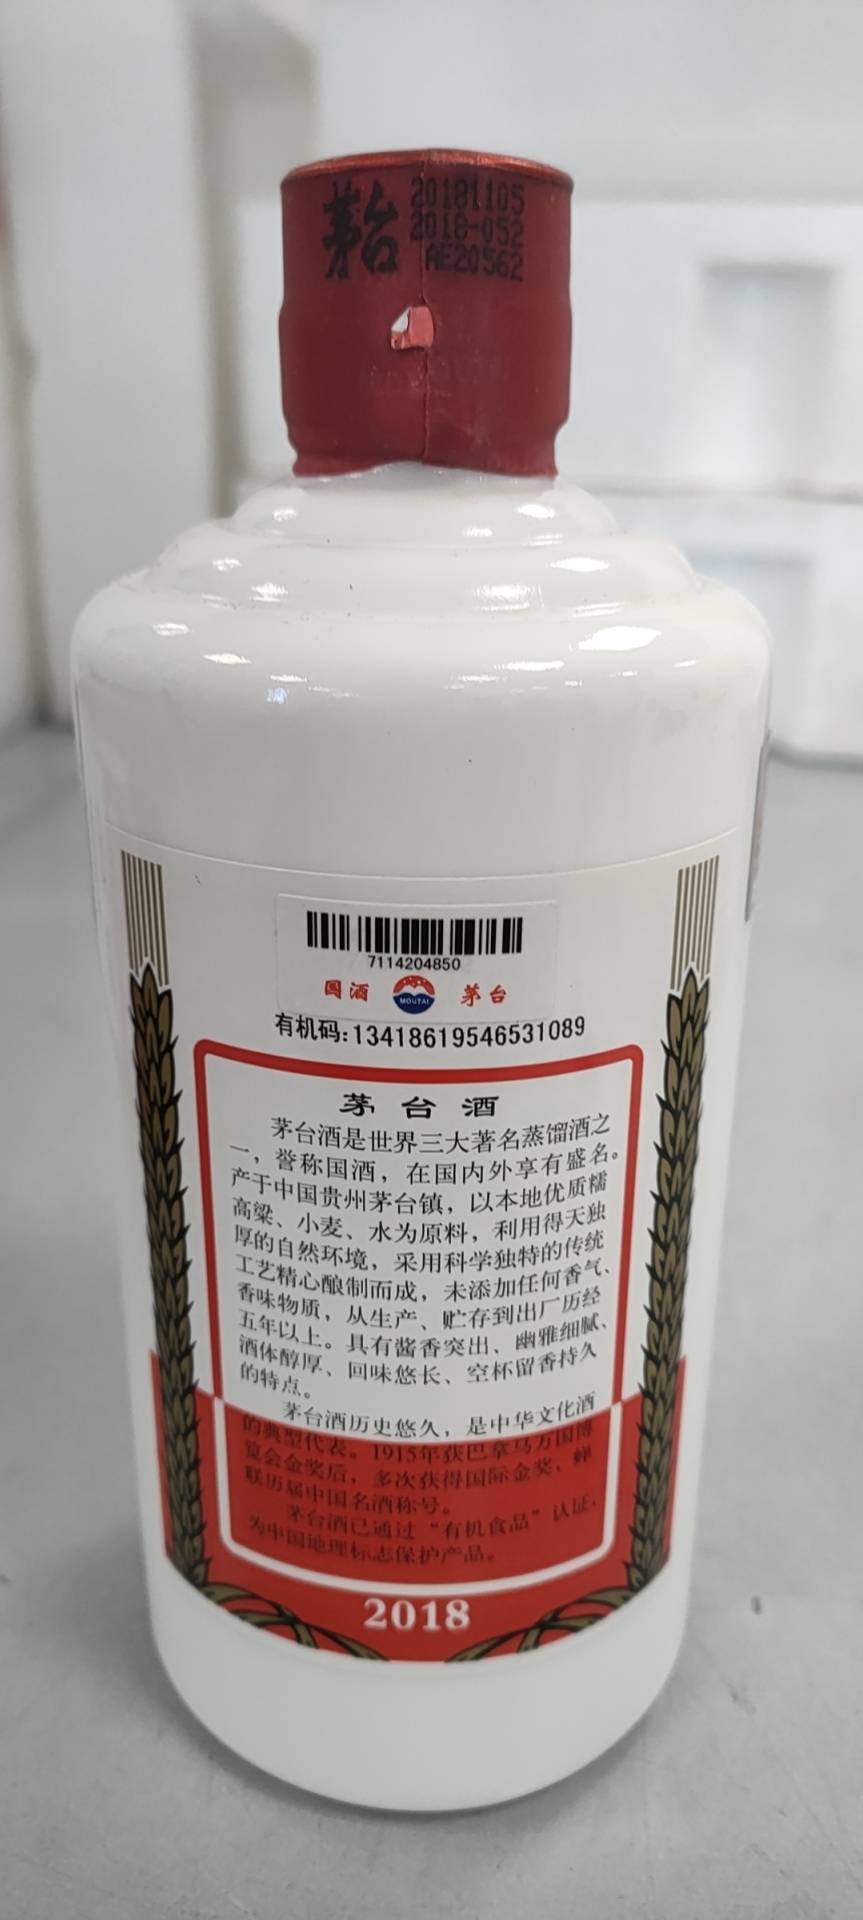 茅台
20181105
2018-052
AE20562
7114204850
国酒 MOUTAI 茅台
有机码:13418619546531089
茅台酒
茅台酒是世界三大著名蒸馏酒之
一，誉称国酒，在国内外享有盛名。
产于中国贵州茅台镇，以本地优质糯
高粱、小麦、水为原料，利用得天独
厚的自然环境，采用科学独特的传统
工艺精心酿制而成，未添加任何香气、
香味物质，从生产、贮存到出厂历经
五年以上。具有酱香突出、幽雅细腻、
酒体醇厚、回味悠长、空杯留香持久
的特点。
茅台酒历史悠久，是中华文化酒
的典型代表。1915年获巴拿马万国博
览会金奖后，多次获得国际金奖，蝉
联历届中国名酒称号。
茅台酒已通过“有机食品”认证，
为中国地理标志保护产品。
2018